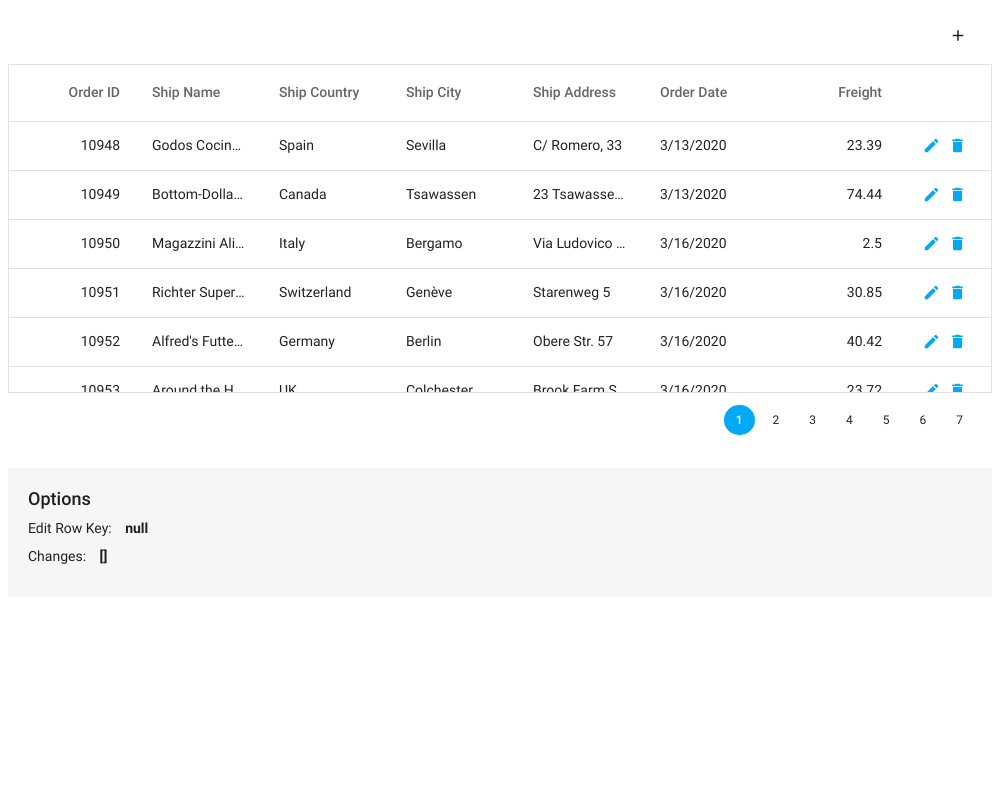 Order ID Ship Name Ship Country Ship City Ship Address Order Date Freight
10948 Godos Cocin... Spain Sevilla C/ Romero, 33 3/13/2020 23.39
10949 Bottom-Dolla... Canada Tsawassen 23 Tsawasse... 3/13/2020 74.44
10950 Magazzini Ali... Italy Bergamo Via Ludovico ... 3/16/2020 2.5
10951 Richter Super... Switzerland Genève Starenweg 5 3/16/2020 30.85
10952 Alfred's Futte... Germany Berlin Obere Str. 57 3/16/2020 40.42
10953 Around the H... UK Colchester Brook Farm S... 3/16/2020 23.72
1 2 3 4 5 6 7
Options
Edit Row Key: null
Changes: []